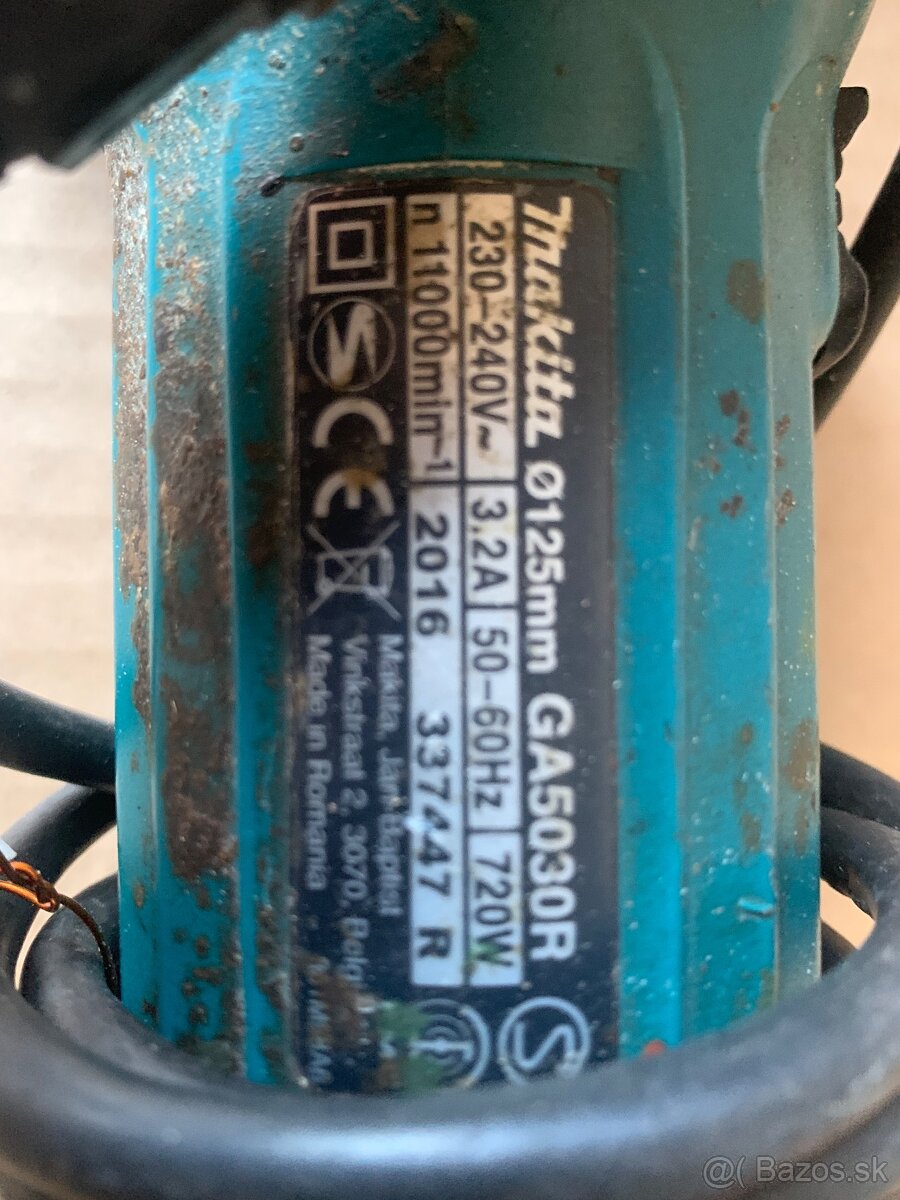 Makita Ø125mm GA5030R
230-240V~ 3.2A 50-60Hz 720W
n 11000min⁻¹ 2016 337447 R
CE Makita, Jan-Baptist
Vinkstraat 2, 3070,
Made in Romania
@( Bazos.sk